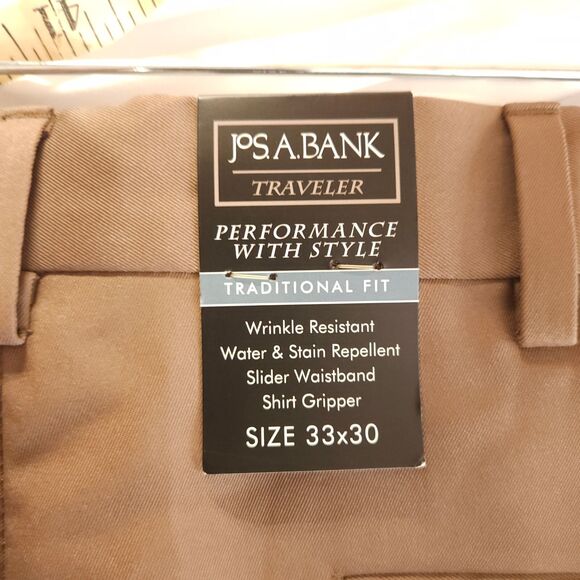 JOS.A.BANK
TRAVELER
PERFORMANCE
WITH STYLE
TRADITIONAL FIT
Wrinkle Resistant
Water & Stain Repellent
Slider Waistband
Shirt Gripper
SIZE 33x30